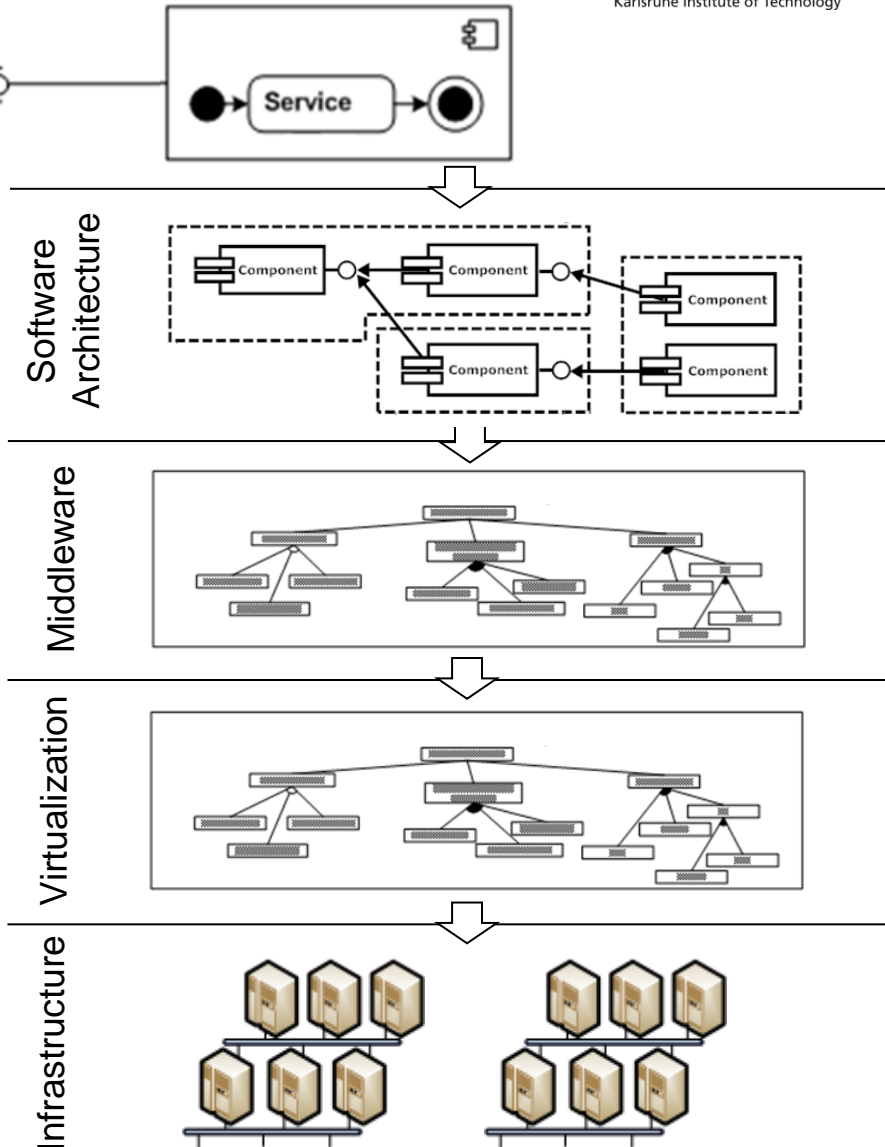 Karlsruhe Institute of Technology
Service
Software
Architecture
Component
Component
Component
Component
Component
Middleware
Virtualization
Infrastructure